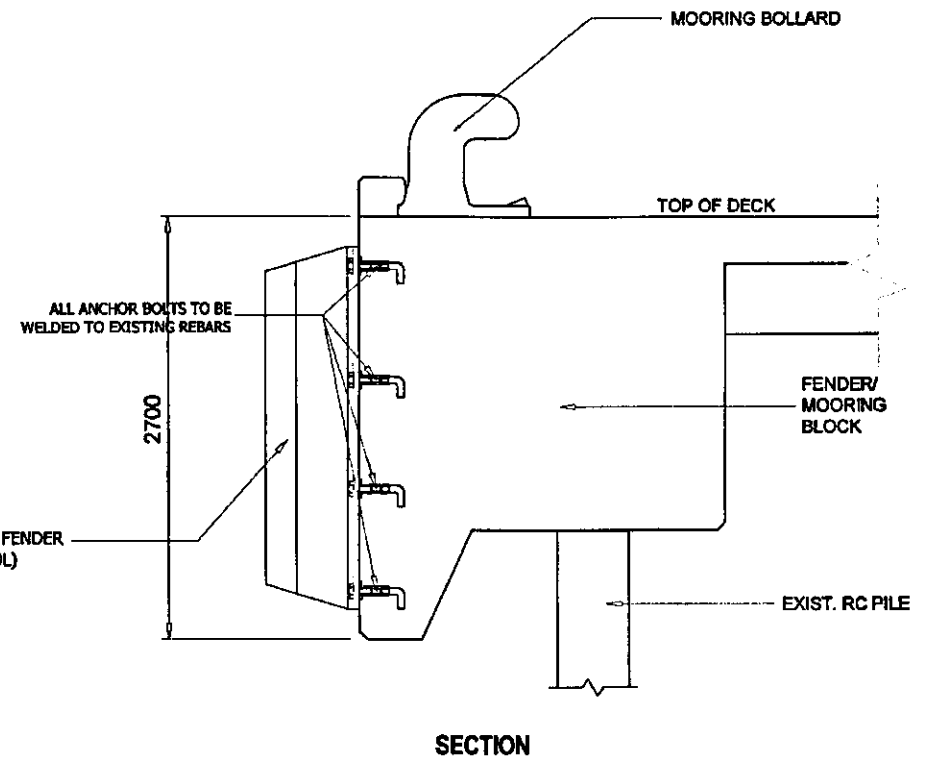 MOORING BOLLARD
TOP OF DECK
ALL ANCHOR BOLTS TO BE
WELDED TO EXISTING REBARS
2700
FENDER/
MOORING
BLOCK
FENDER
L)
EXIST. RC PILE
SECTION